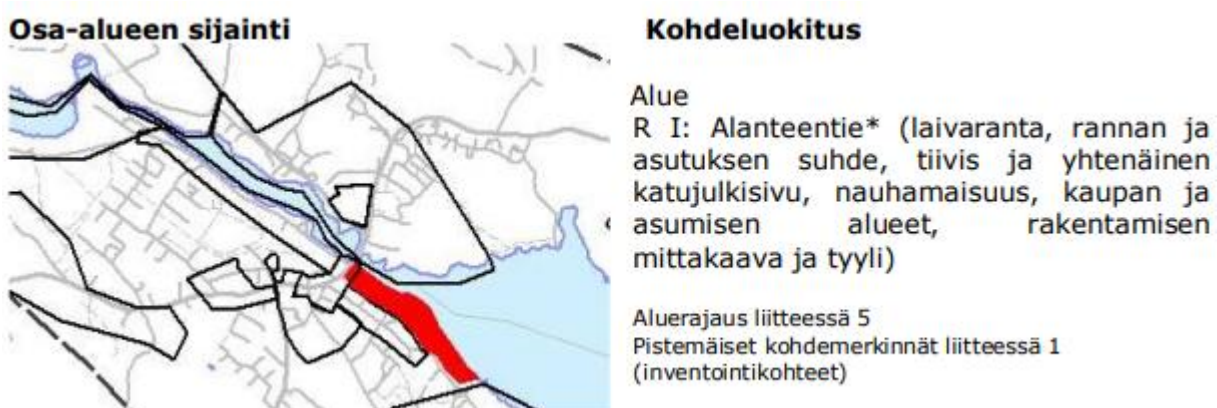 Osa-alueen sijainti
Kohdeluokitus
Alue
R I: Alanteentie* (laivaranta, rannan ja
asutuksen suhde, tiivis ja yhtenäinen
katujulkisivu, nauhamaisuus, kaupan ja
asumisen alueet, rakentamisen
mittakaava ja tyyli)
Aluerajaus liitteessä 5
Pistemäiset kohdemerkinnät liitteessä 1
(inventointikohteet)